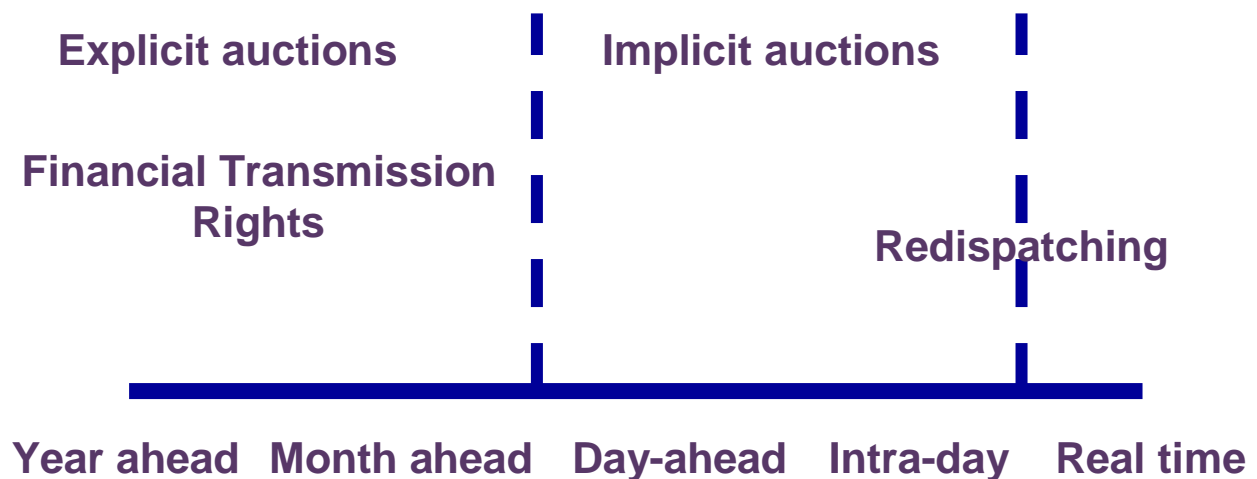 Explicit auctions
Implicit auctions
Financial Transmission
Rights
Redispatching
Year ahead Month ahead Day-ahead Intra-day Real time